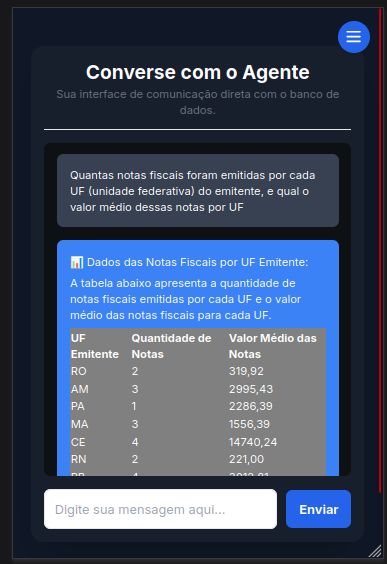 Converse com o Agente
Sua interface de comunicação direta com o banco de
dados.
Quantas notas fiscais foram emitidas por cada
UF (unidade federativa) do emitente, e qual o
valor médio dessas notas por UF
📊 Dados das Notas Fiscais por UF Emitente:
A tabela abaixo apresenta a quantidade de
notas fiscais emitidas por cada UF e o valor
médio das notas fiscais para cada UF.
UF Quantidade de Valor Médio das
Emitente Notas Notas
RO 2 319,92
AM 3 2995,43
PA 1 2286,39
MA 3 1556,39
CE 4 14740,24
RN 2 221,00
Digite sua mensagem aqui...
Enviar